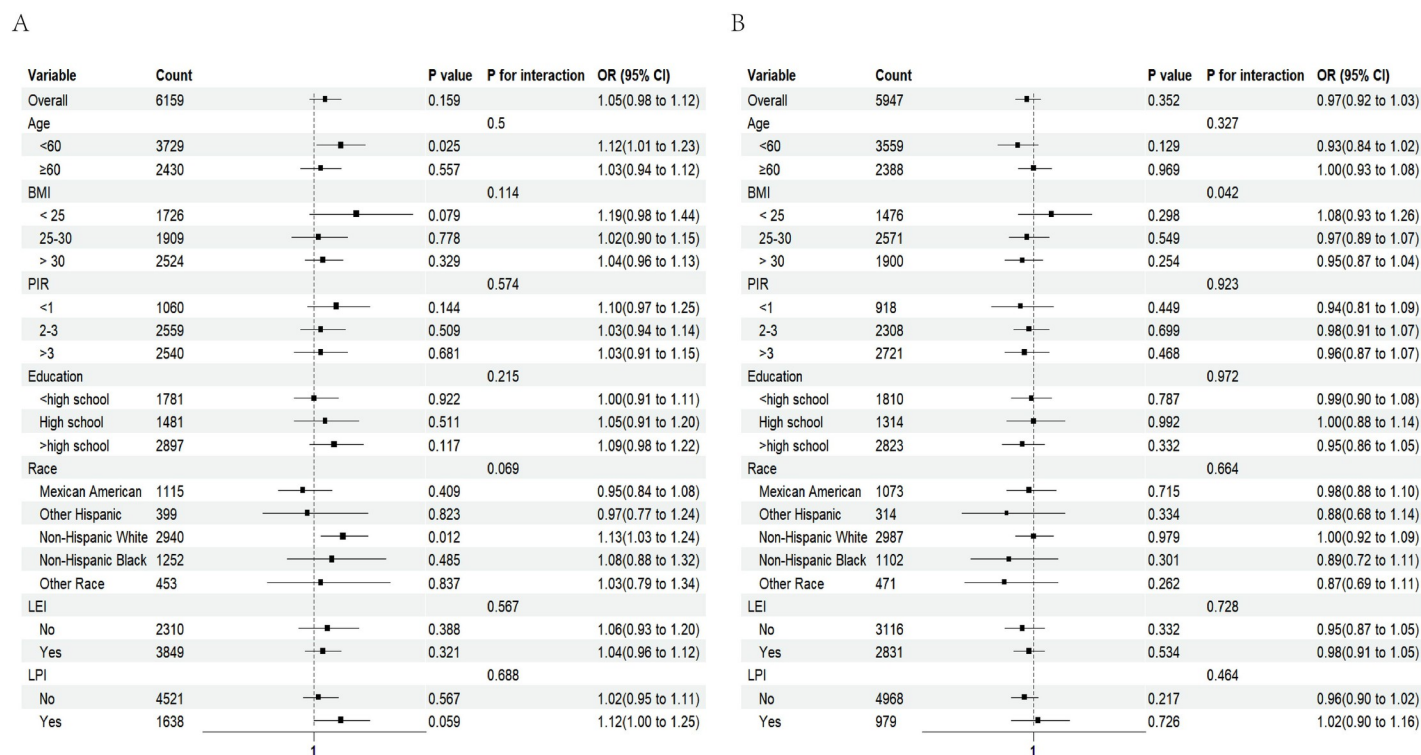 A
Variable Count P value P for interaction OR (95% CI)
Overall 6159 0.159 1.05(0.98 to 1.12)
Age 0.5
<60 3729 0.025 1.12(1.01 to 1.23)
≥60 2430 0.557 1.03(0.94 to 1.12)
BMI 0.114
< 25 1726 0.079 1.19(0.98 to 1.44)
25-30 1909 0.778 1.02(0.90 to 1.15)
> 30 2524 0.329 1.04(0.96 to 1.13)
PIR 0.574
<1 1060 0.144 1.10(0.97 to 1.25)
2-3 2559 0.509 1.03(0.94 to 1.14)
>3 2540 0.681 1.03(0.91 to 1.15)
Education 0.215
<high school 1781 0.922 1.00(0.91 to 1.11)
High school 1481 0.511 1.05(0.91 to 1.20)
>high school 2897 0.117 1.09(0.98 to 1.22)
Race 0.069
Mexican American 1115 0.409 0.95(0.84 to 1.08)
Other Hispanic 399 0.823 0.97(0.77 to 1.24)
Non-Hispanic White 2940 0.012 1.13(1.03 to 1.24)
Non-Hispanic Black 1252 0.485 1.08(0.88 to 1.32)
Other Race 453 0.837 1.03(0.79 to 1.34)
LEI 0.567
No 2310 0.388 1.06(0.93 to 1.20)
Yes 3849 0.321 1.04(0.96 to 1.12)
LPI 0.688
No 4521 0.567 1.02(0.95 to 1.11)
Yes 1638 0.059 1.12(1.00 to 1.25)
1
B
Variable Count P value P for interaction OR (95% CI)
Overall 5947 0.352 0.97(0.92 to 1.03)
Age 0.327
<60 3559 0.129 0.93(0.84 to 1.02)
≥60 2388 0.969 1.00(0.93 to 1.08)
BMI 0.042
< 25 1476 0.298 1.08(0.93 to 1.26)
25-30 2571 0.549 0.97(0.89 to 1.07)
> 30 1900 0.254 0.95(0.87 to 1.04)
PIR 0.923
<1 918 0.449 0.94(0.81 to 1.09)
2-3 2308 0.699 0.98(0.91 to 1.07)
>3 2721 0.468 0.96(0.87 to 1.07)
Education 0.972
<high school 1810 0.787 0.99(0.90 to 1.08)
High school 1314 0.992 1.00(0.88 to 1.14)
>high school 2823 0.332 0.95(0.86 to 1.05)
Race 0.664
Mexican American 1073 0.715 0.98(0.88 to 1.10)
Other Hispanic 314 0.334 0.88(0.68 to 1.14)
Non-Hispanic White 2987 0.979 1.00(0.92 to 1.09)
Non-Hispanic Black 1102 0.301 0.89(0.72 to 1.11)
Other Race 471 0.262 0.87(0.69 to 1.11)
LEI 0.728
No 3116 0.332 0.95(0.87 to 1.05)
Yes 2831 0.534 0.98(0.91 to 1.05)
LPI 0.464
No 4968 0.217 0.96(0.90 to 1.02)
Yes 979 0.726 1.02(0.90 to 1.16)
1